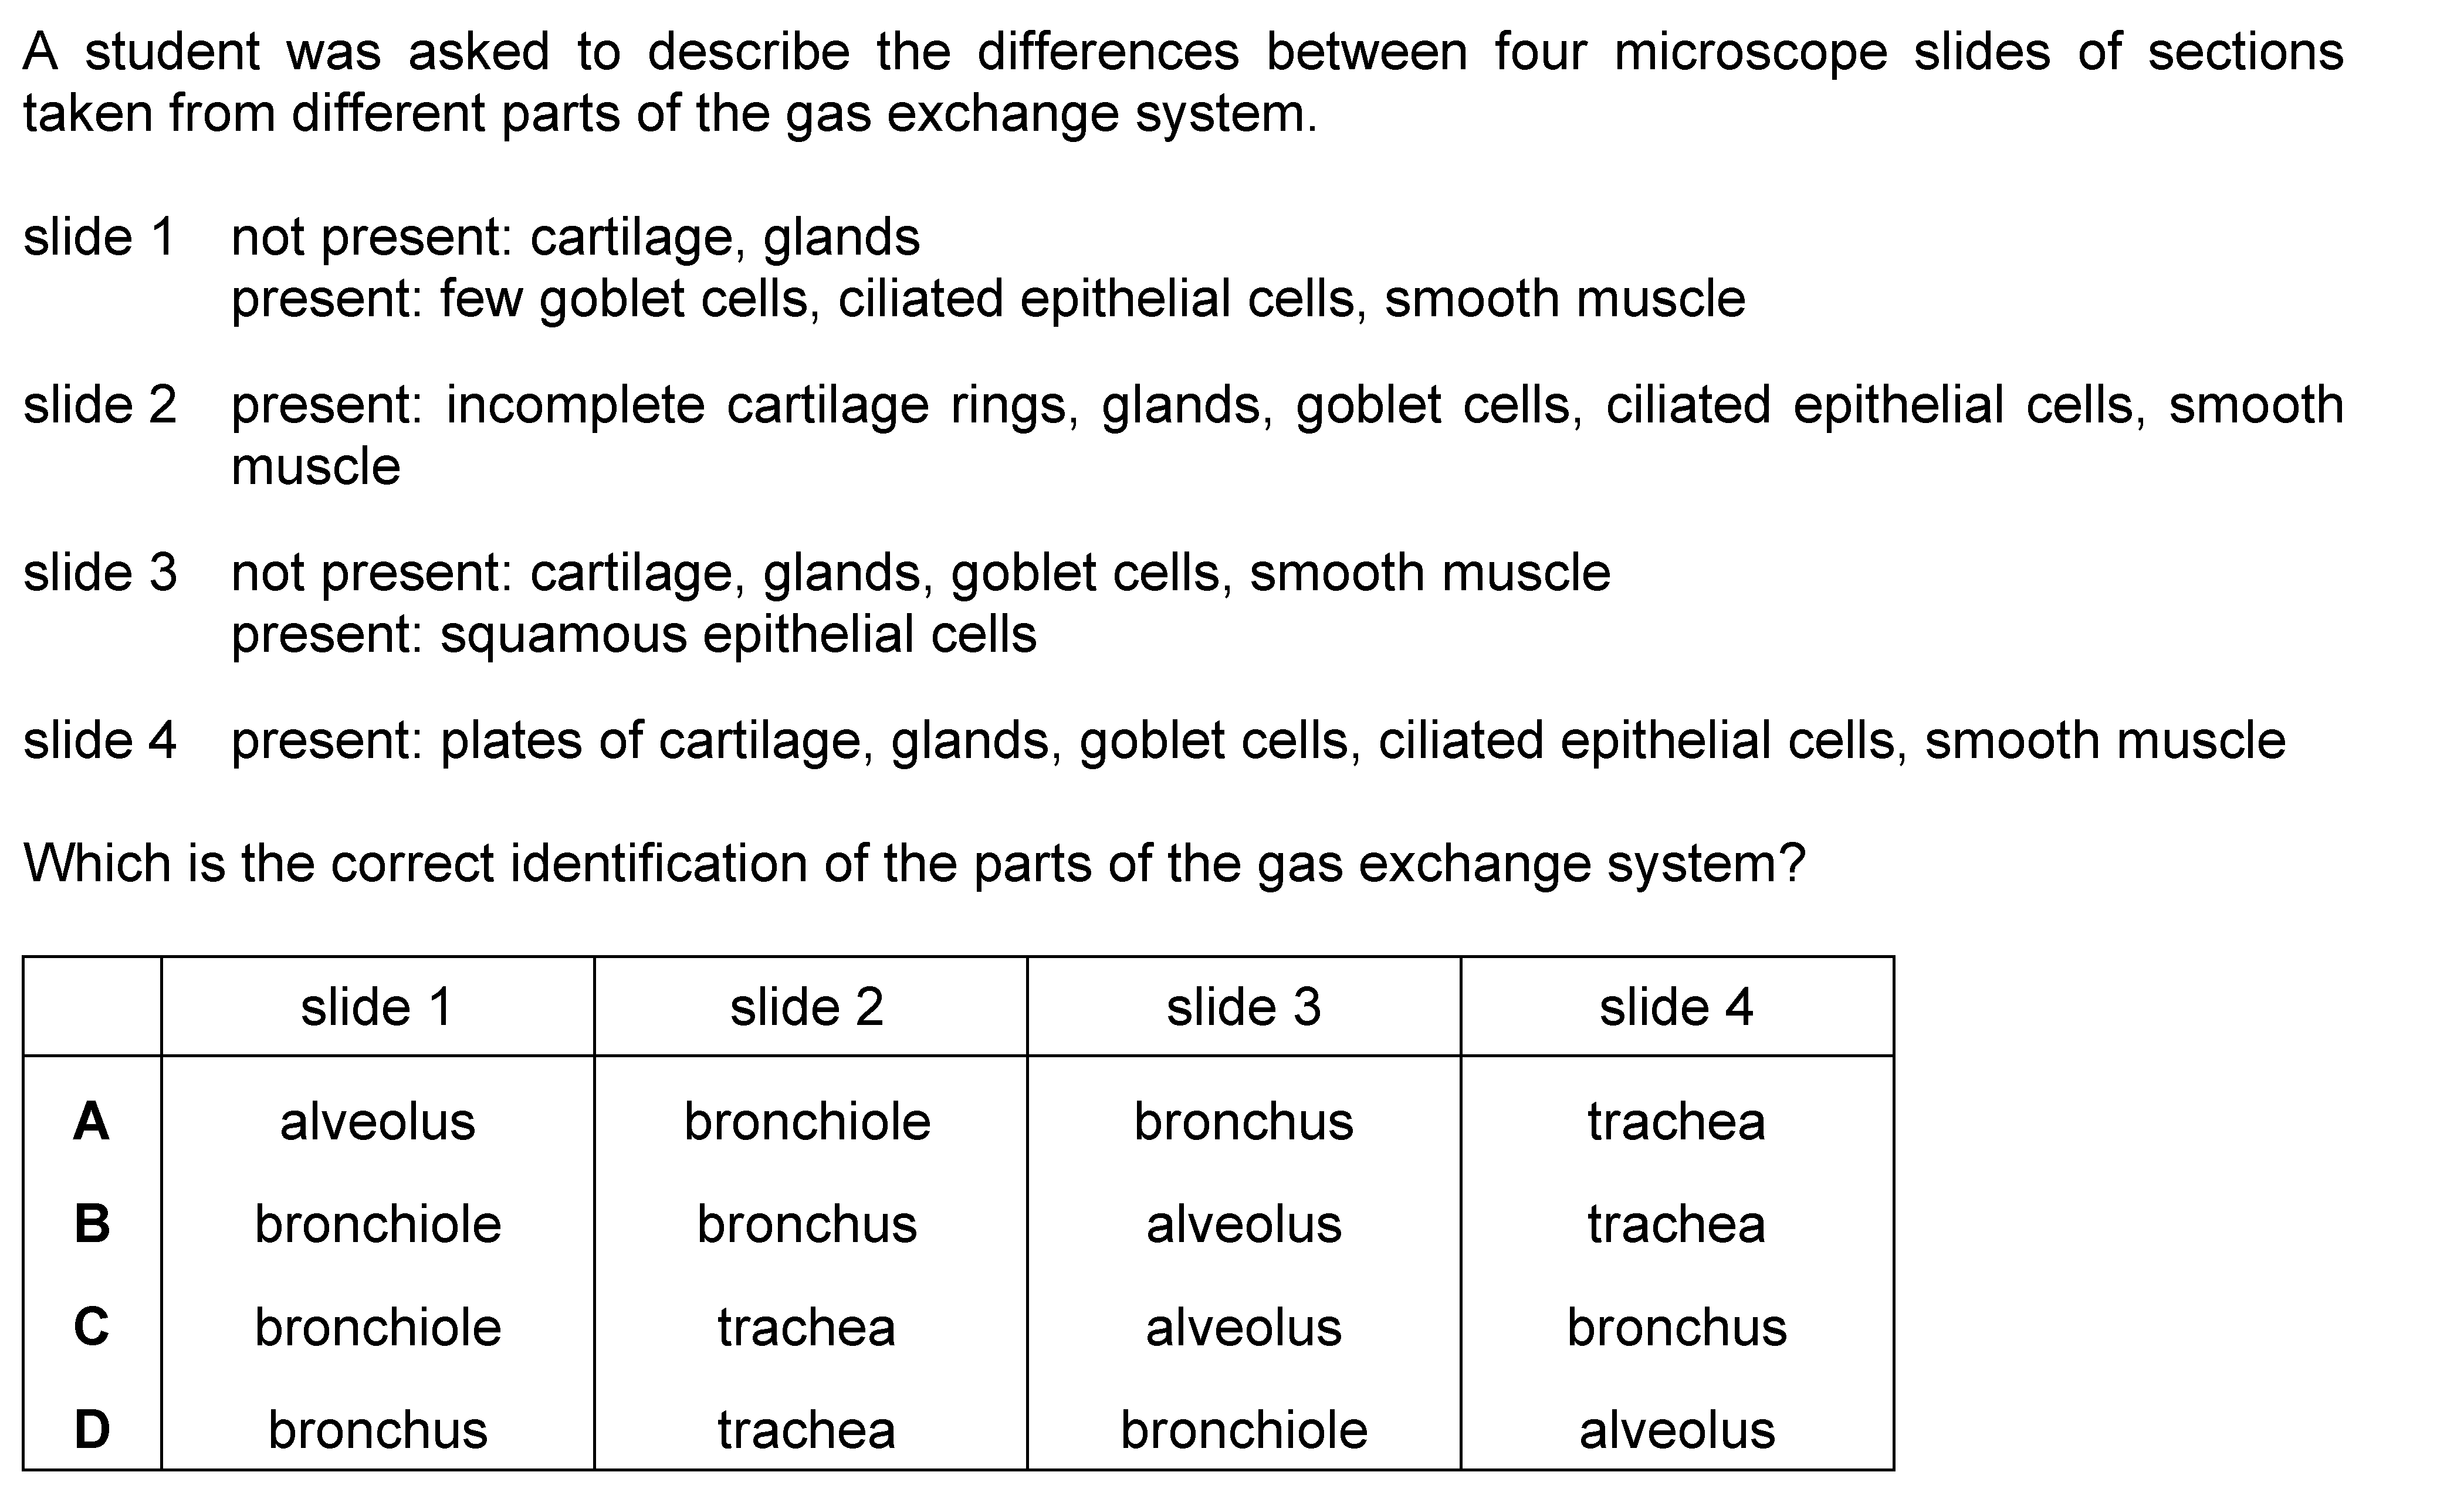 A student was asked to describe the differences between four microscope slides of sections
taken from different parts of the gas exchange system.
slide 1 not present: cartilage, glands
present: few goblet cells, ciliated epithelial cells, smooth muscle
slide 2 present: incomplete cartilage rings, glands, goblet cells, ciliated epithelial cells, smooth
muscle
slide 3 not present: cartilage, glands, goblet cells, smooth muscle
present: squamous epithelial cells
slide 4 present: plates of cartilage, glands, goblet cells, ciliated epithelial cells, smooth muscle
Which is the correct identification of the parts of the gas exchange system?
slide 1 slide 2 slide 3 slide 4
A alveolus bronchiole bronchus trachea
B bronchiole bronchus alveolus trachea
C bronchiole trachea alveolus bronchus
D bronchus trachea bronchiole alveolus